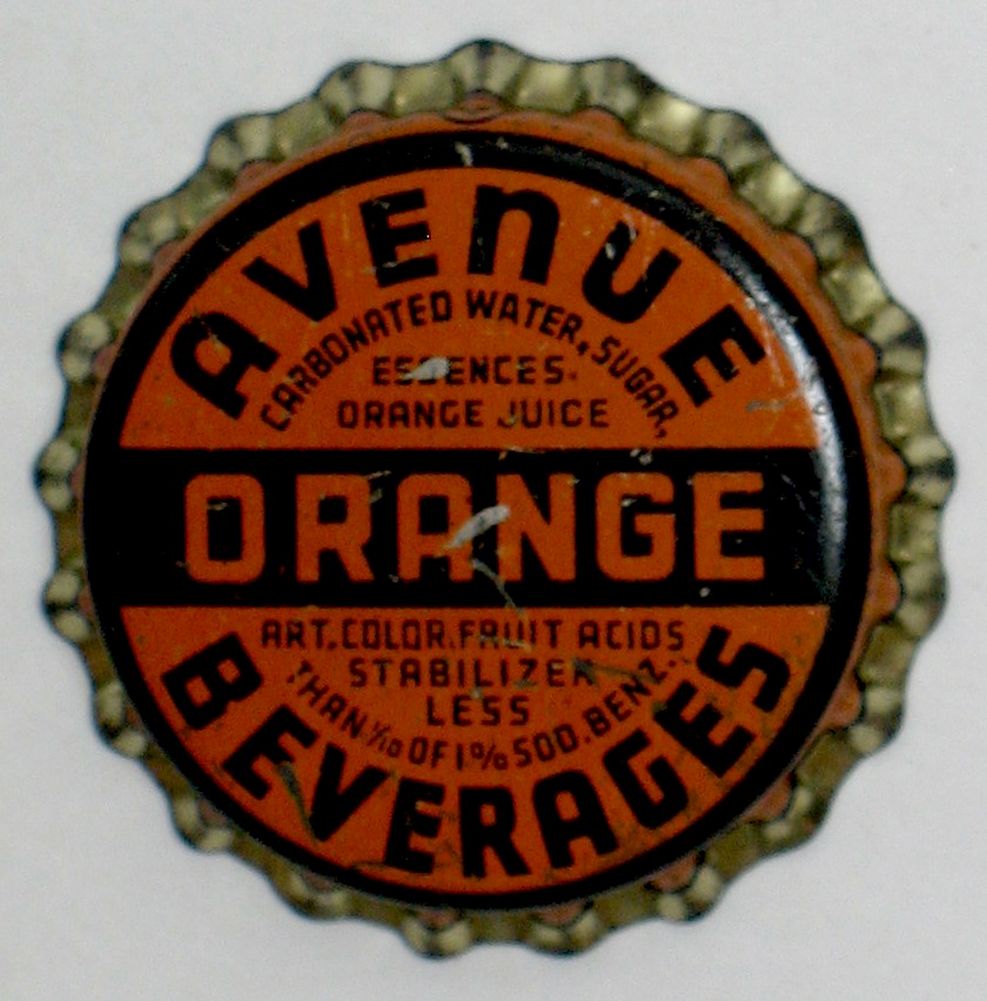 AVEnUE
CARBONATED WATER, SUGAR,
ESSENCES.
ORANGE JUICE
ORANGE
ART. COLOR. FRUIT ACIDS
STABILIZER
LESS
THAN 1/10 OF 1% SOD. BENZ.
BEVERAGES